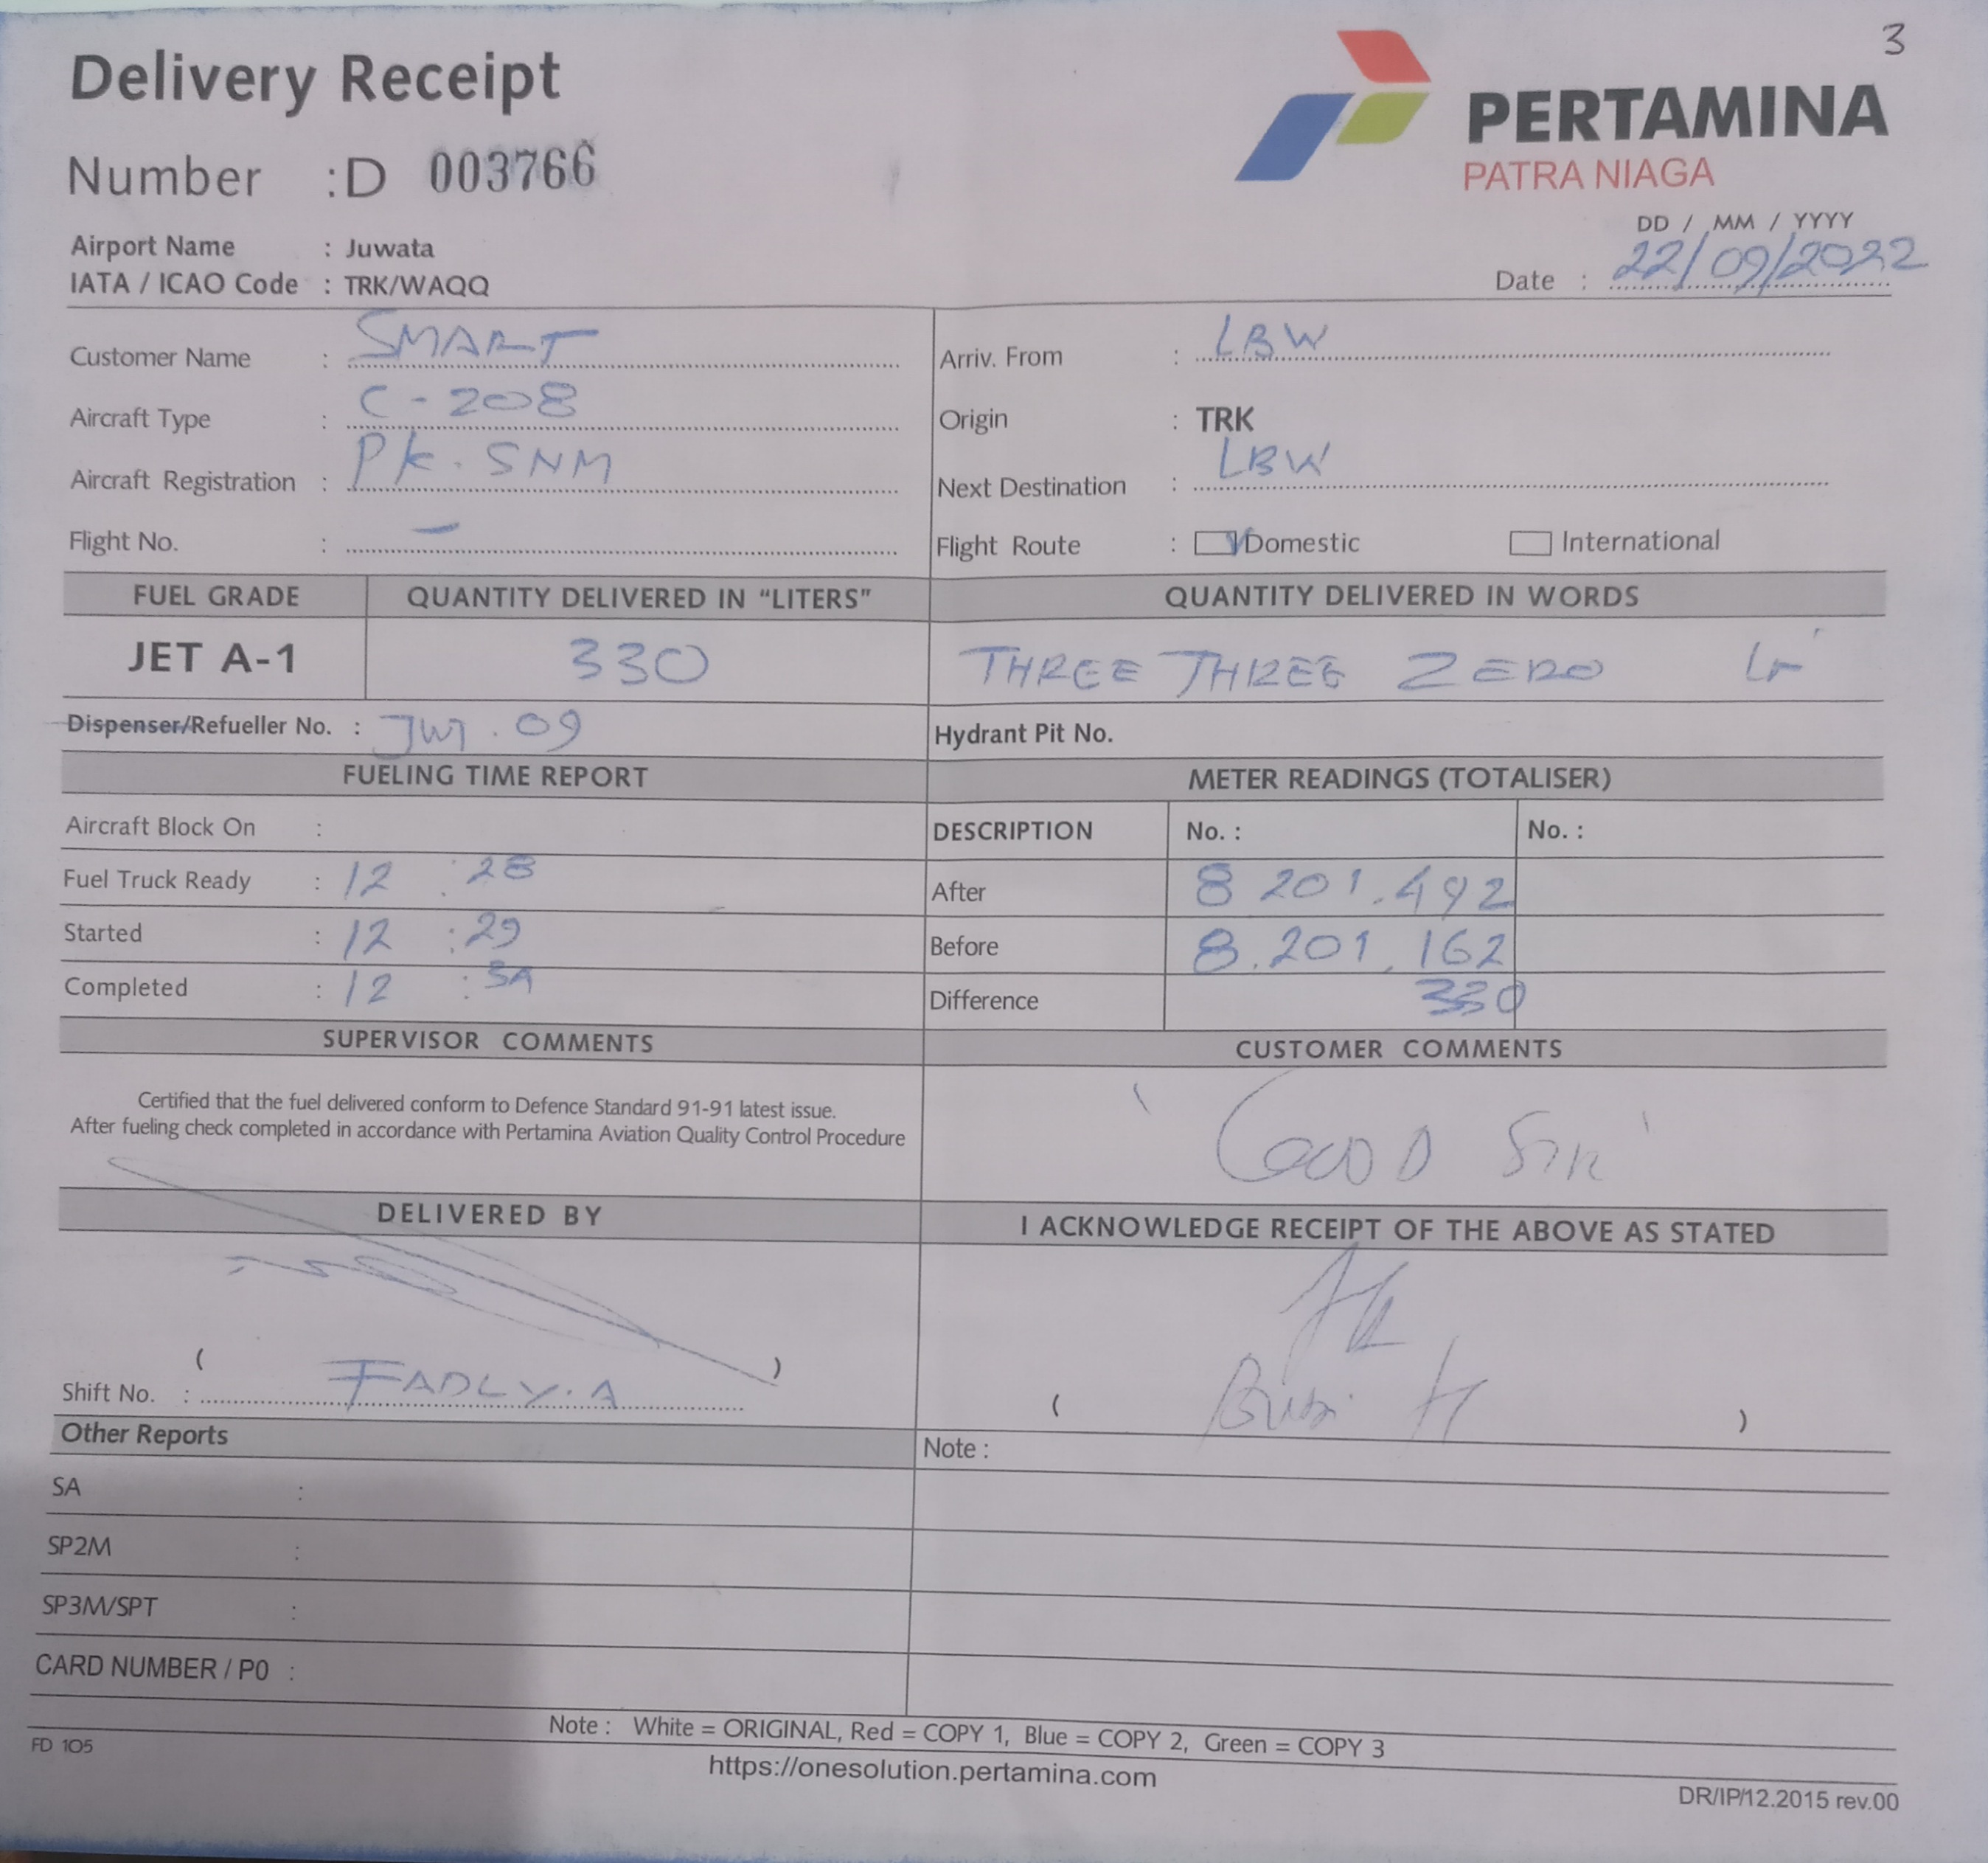 3
Delivery Receipt
PERTAMINA
PATRA NIAGA
Number : D 003766
DD / MM / YYYY
Airport Name : Juwata
Date : 22/09/2022
IATA / ICAO Code : TRK/WAQQ
Customer Name : SMART
Arriv. From : LBW
Aircraft Type : C-208
Origin : TRK
Aircraft Registration : PK. SNM
Next Destination : LBW
Flight No. : -
Flight Route : Domestic International
FUEL GRADE QUANTITY DELIVERED IN "LITERS" QUANTITY DELIVERED IN WORDS
JET A-1 330 THREE THREE ZERO
Dispenser/Refueller No. : JWT. 09
Hydrant Pit No.
FUELING TIME REPORT METER READINGS (TOTALISER)
Aircraft Block On :
DESCRIPTION No. : No. :
Fuel Truck Ready : 12 : 28
After 8 201.492
Started : 12 : 29
Before 8.201.162
Completed : 12 :
Difference 330
SUPERVISOR COMMENTS CUSTOMER COMMENTS
Certified that the fuel delivered conform to Defence Standard 91-91 latest issue.
After fueling check completed in accordance with Pertamina Aviation Quality Control Procedure
' GOOD SIR '
DELIVERED BY I ACKNOWLEDGE RECEIPT OF THE ABOVE AS STATED
( )
Shift No. : FADLY. A
( )
Other Reports
Note :
SA :
SP2M :
SP3M/SPT :
CARD NUMBER / P0 :
Note : White = ORIGINAL, Red = COPY 1, Blue = COPY 2, Green = COPY 3
FD 105
https://onesolution.pertamina.com
DR/IP/12.2015 rev.00